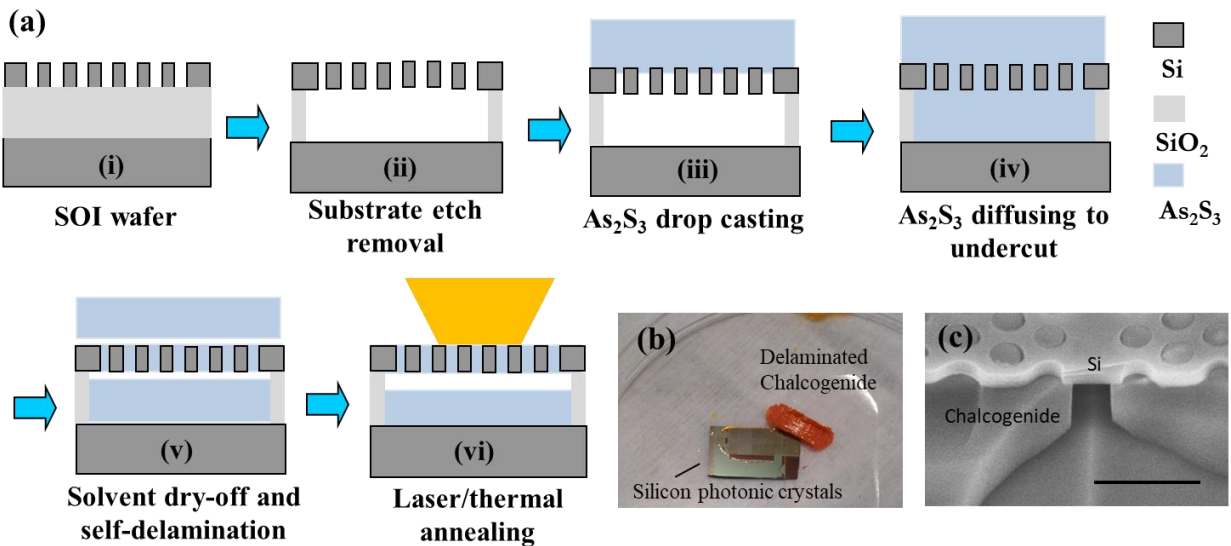 (a)
(i)
SOI wafer
(ii)
Substrate etch
removal
(iii)
As₂S₃ drop casting
(iv)
As₂S₃ diffusing to
undercut
Si
SiO₂
As₂S₃
(v)
Solvent dry-off and
self-delamination
(vi)
Laser/thermal
annealing
(b)
Delaminated
Chalcogenide
Silicon photonic crystals
(c)
Si
Chalcogenide